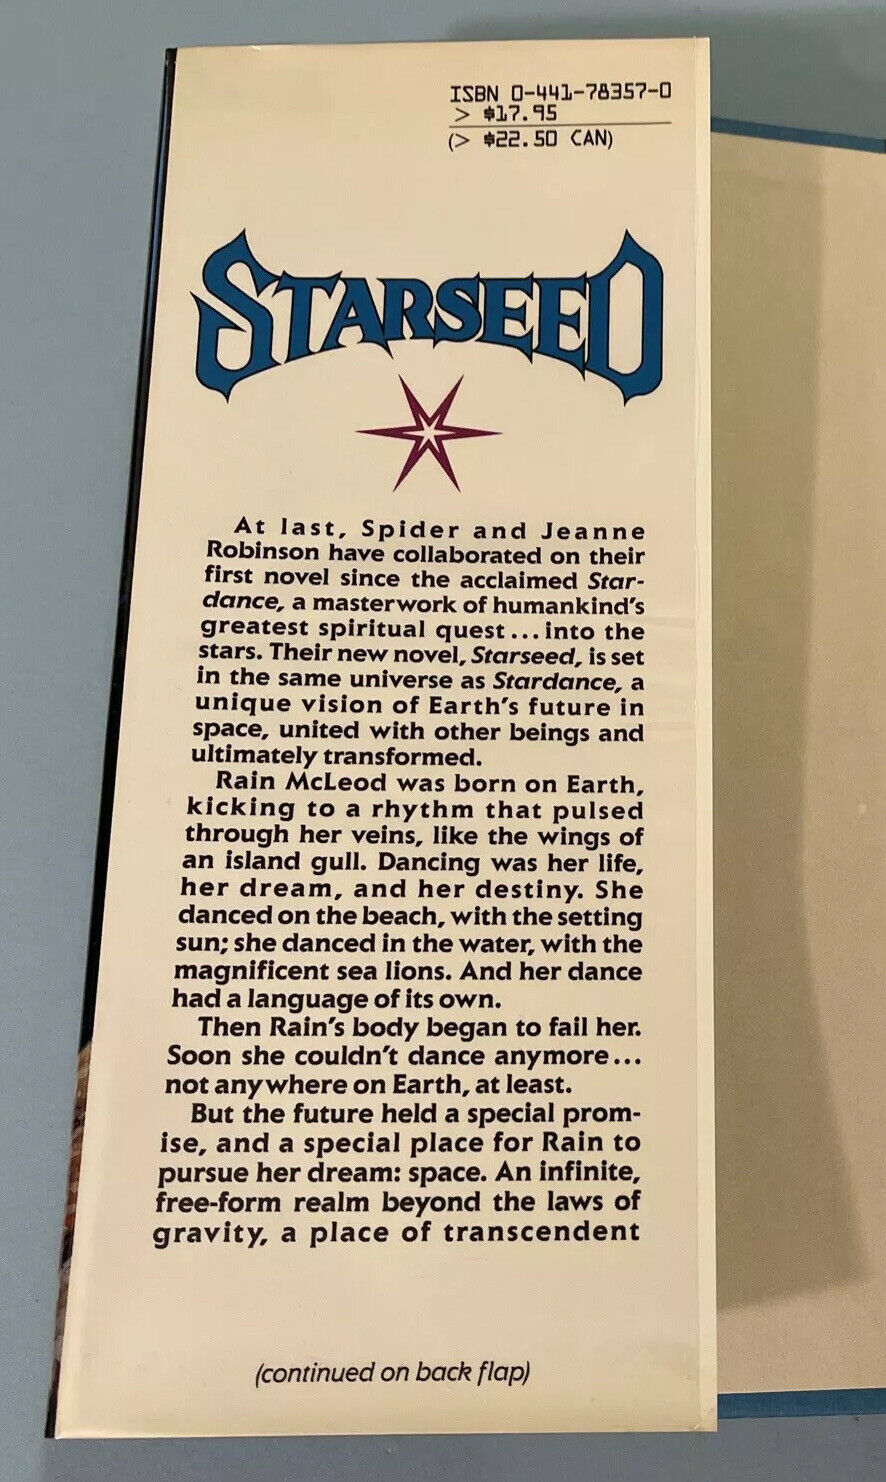 ISBN 0-441-78357-0
> $17.95
(> $22.50 CAN)
STARSEED
At last, Spider and Jeanne
Robinson have collaborated on their
first novel since the acclaimed Star-
dance, a masterwork of humankind's
greatest spiritual quest...into the
stars. Their new novel, Starseed, is set
in the same universe as Stardance, a
unique vision of Earth's future in
space, united with other beings and
ultimately transformed.
Rain McLeod was born on Earth,
kicking to a rhythm that pulsed
through her veins, like the wings of
an island gull. Dancing was her life,
her dream, and her destiny. She
danced on the beach, with the setting
sun; she danced in the water, with the
magnificent sea lions. And her dance
had a language of its own.
Then Rain's body began to fail her.
Soon she couldn't dance anymore...
not anywhere on Earth, at least.
But the future held a special prom-
ise, and a special place for Rain to
pursue her dream: space. An infinite,
free-form realm beyond the laws of
gravity, a place of transcendent
(continued on back flap)